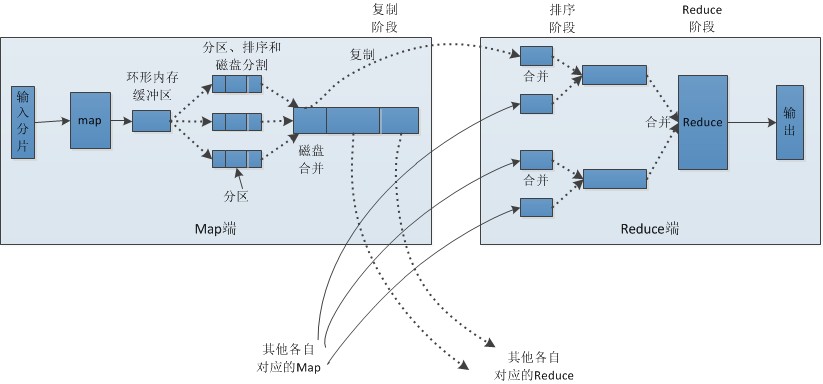 复制
阶段
排序
阶段
Reduce
阶段
分区、排序和
磁盘分割
复制
环形内存
缓冲区
输入分片
map
合并
合并
Reduce
输出
磁盘
合并
合并
分区
Map端
Reduce端
其他各自
对应的Map
其他各自
对应的Reduce